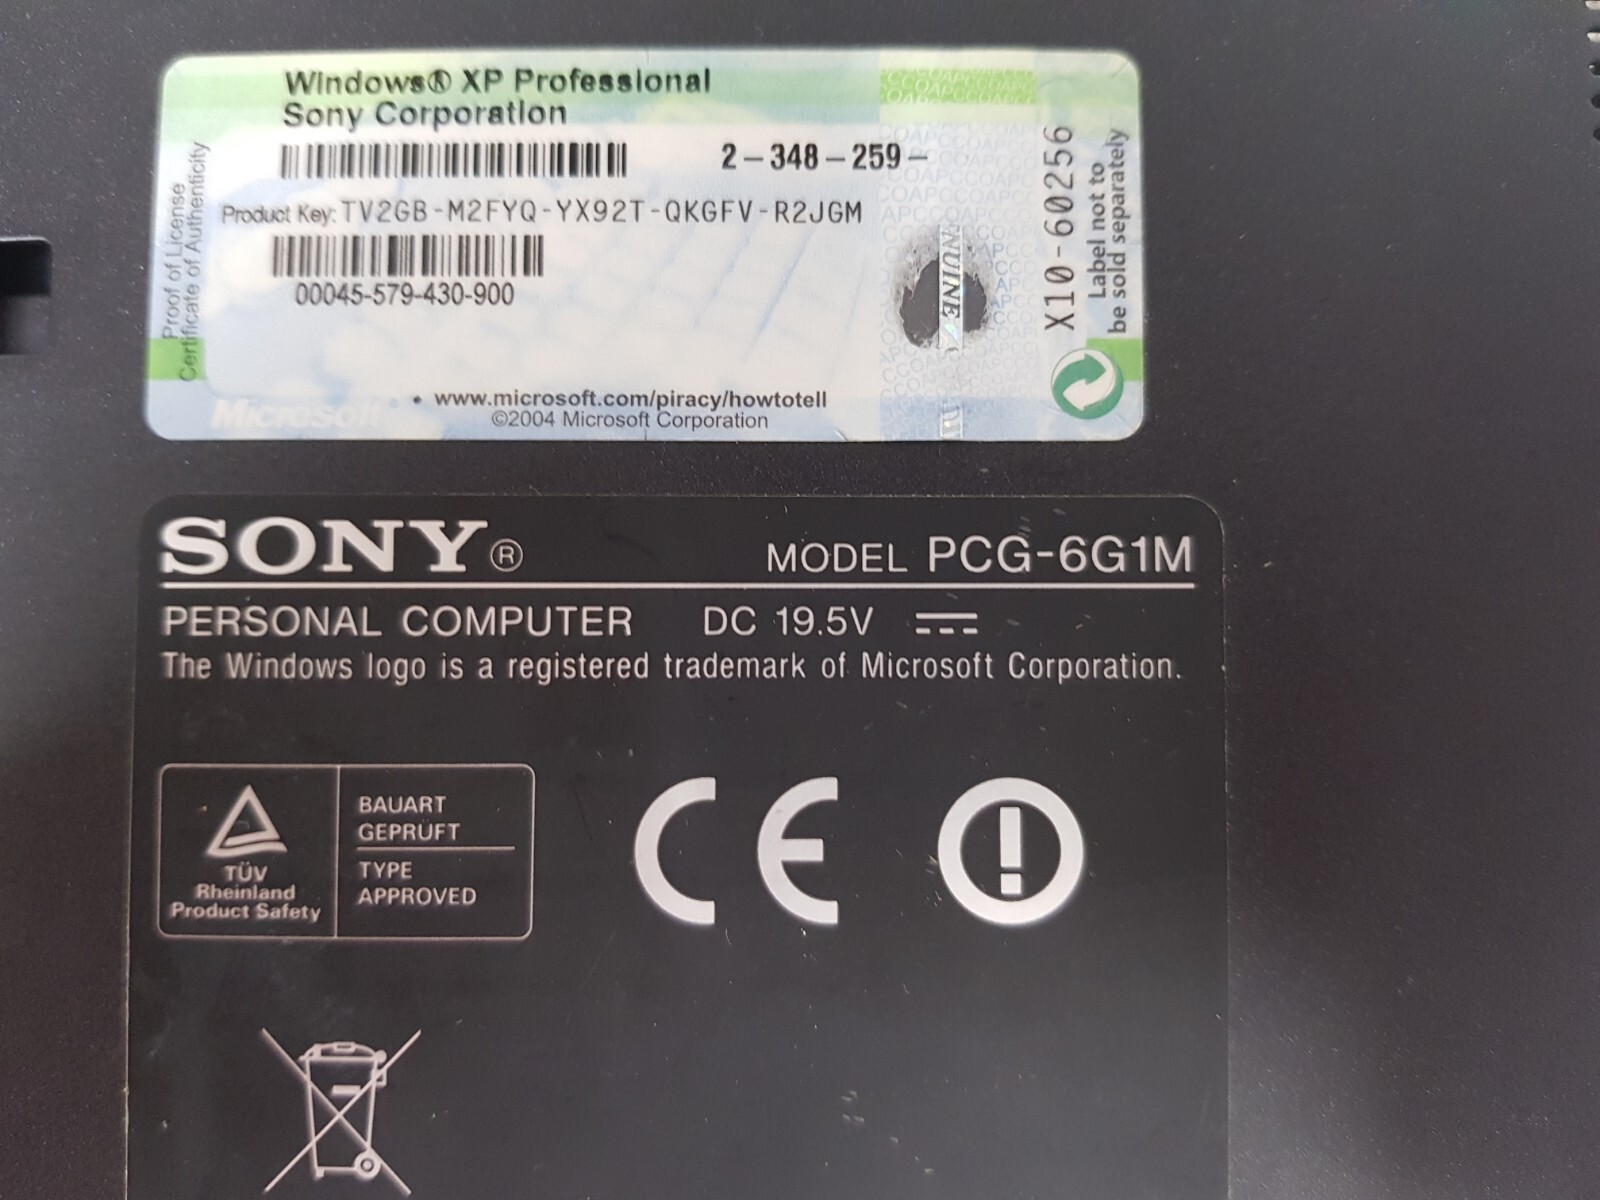 Windows® XP Professional
Sony Corporation
2-348-259-
Product Key: TV2GB-M2FYQ-YX92T-QKGFV-R2JGM
00045-579-430-900
Proof of License
Certificate of Authenticity
Microsoft®
• www.microsoft.com/piracy/howtotell
©2004 Microsoft Corporation
NUINE
X10-60256
Label not to
be sold separately
SONY®
MODEL PCG-6G1M
PERSONAL COMPUTER DC 19.5V
The Windows logo is a registered trademark of Microsoft Corporation.
TÜV
Rheinland
Product Safety
BAUART
GEPRÜFT
TYPE
APPROVED
CE